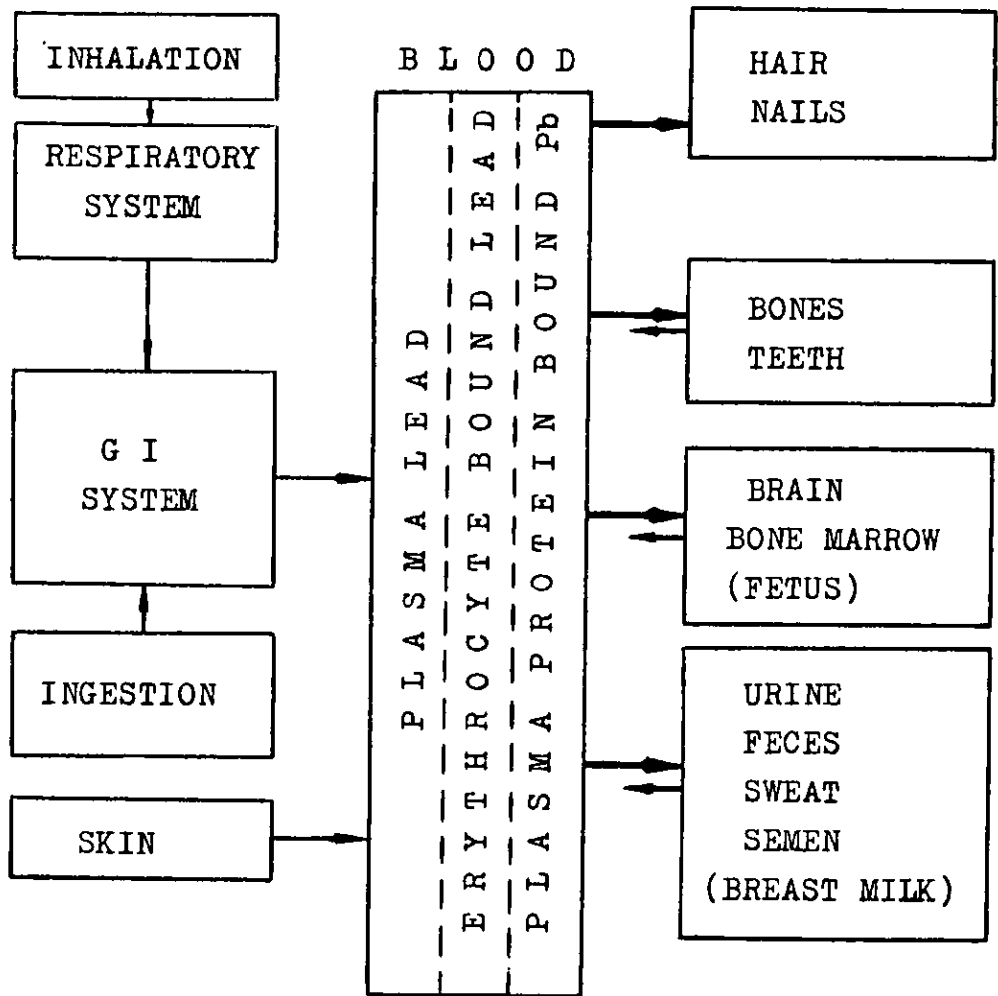 INHALATION
RESPIRATORY
SYSTEM
G I
SYSTEM
INGESTION
SKIN
B L O O D
PLASMA LEAD
ERYTHROCYTE BOUND LEAD
PLASMA PROTEIN BOUND Pb
HAIR
NAILS
BONES
TEETH
BRAIN
BONE MARROW
(FETUS)
URINE
FECES
SWEAT
SEMEN
(BREAST MILK)